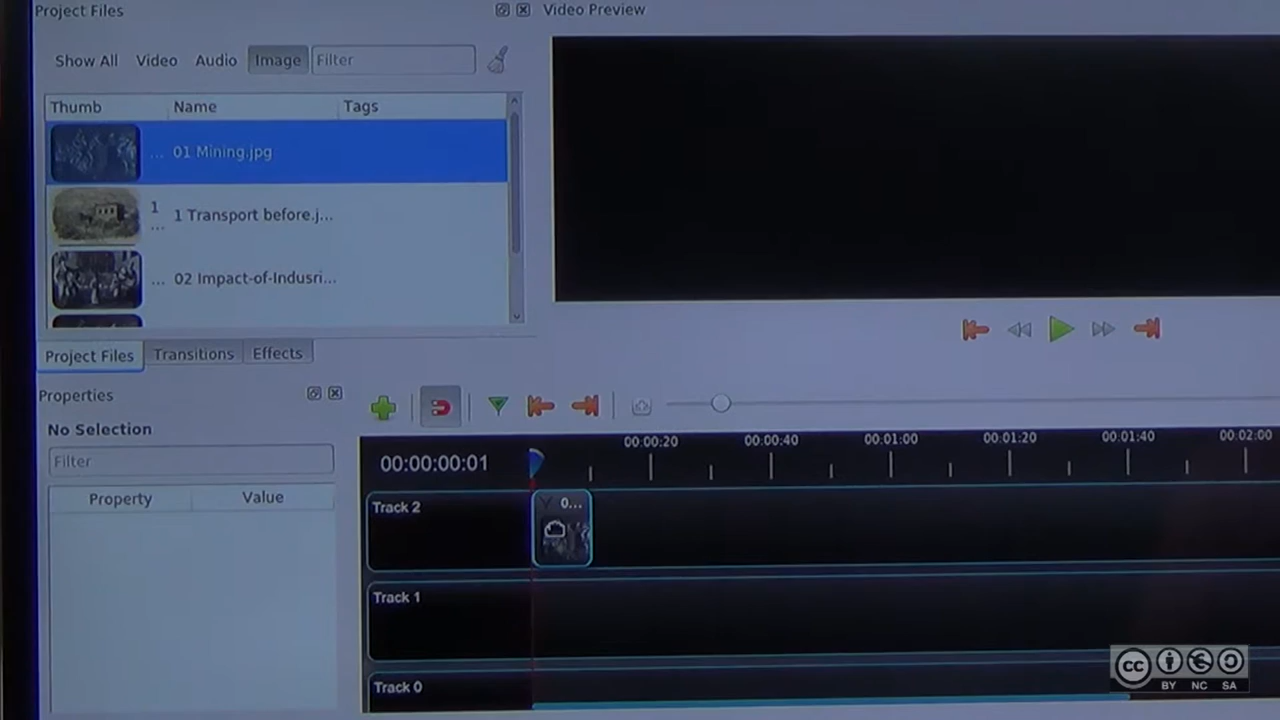 Project Files
Video Preview
Show All Video Audio Image Filter
Thumb Name Tags
... 01 Mining.jpg
1
... 1 Transport before.j...
... 02 Impact-of-Indusri...
Project Files Transitions Effects
Properties
No Selection
Filter
Property Value
00:00:20 00:00:40 00:01:00 00:01:20 00:01:40 00:02:00
00:00:00:01
Track 2
0...
Track 1
Track 0
cc
BY NC SA